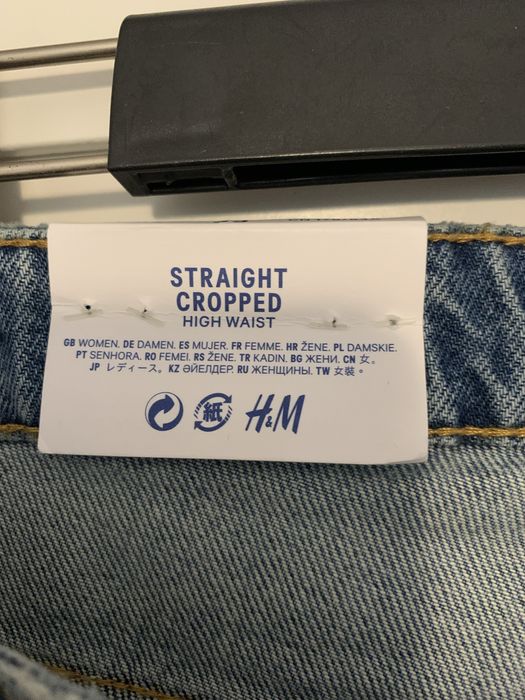 STRAIGHT
CROPPED
HIGH WAIST
GB WOMEN. DE DAMEN. ES MUJER. FR FEMME. HR ŽENE. PL DAMSKIE.
PT SENHORA. RO FEMEI. RS ŽENE. TR KADIN. BG ЖЕНИ. CN 女。
JP レディース。 KZ ӘЙЕЛДЕР. RU ЖЕНЩИНЫ. TW 女裝。
紙 H&M